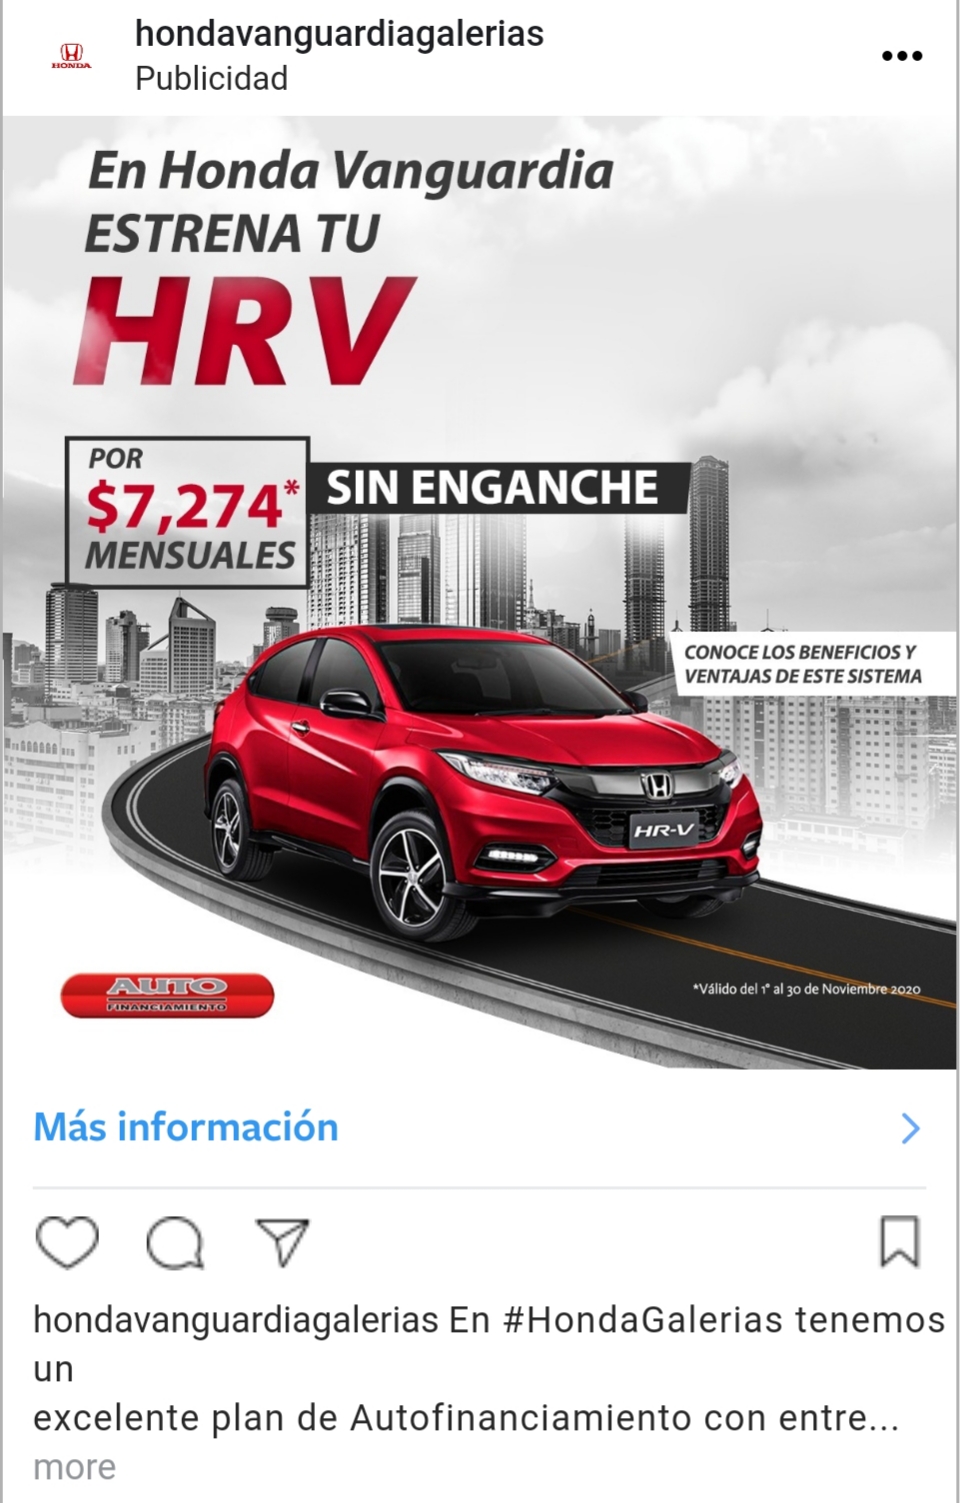 hondavanguardiagalerias
HONDA
Publicidad
En Honda Vanguardia
ESTRENA TU
HRV
POR
$7,274*
MENSUALES
SIN ENGANCHE
CONOCE LOS BENEFICIOS Y
VENTAJAS DE ESTE SISTEMA
HR-V
AUTO
FINANCIAMIENTO
*Válido del 1° al 30 de Noviembre 2020
Más información
hondavanguardiagalerias En #HondaGalerias tenemos
un
excelente plan de Autofinanciamiento con entre...
more